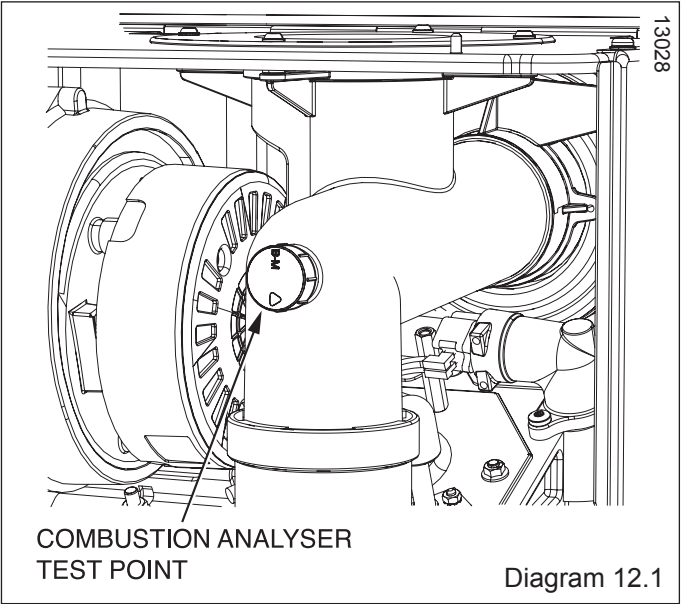 13028
B-M
COMBUSTION ANALYSER
TEST POINT
Diagram 12.1